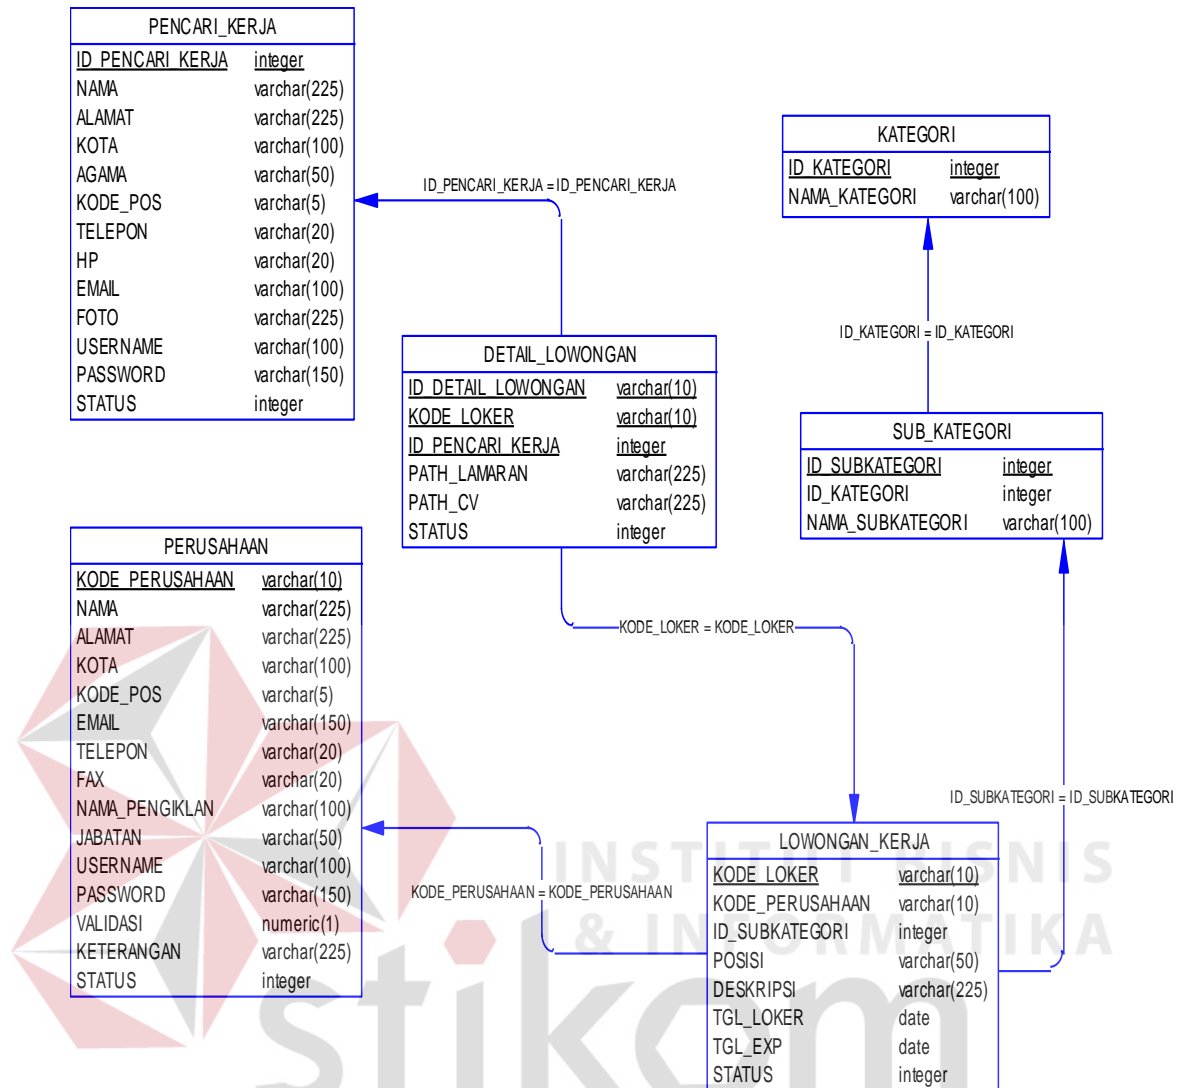 PENCARI_KERJA
ID_PENCARI_KERJA integer
NAMA varchar(225)
ALAMAT varchar(225)
KOTA varchar(100)
AGAMA varchar(50)
KODE_POS varchar(5)
TELEPON varchar(20)
HP varchar(20)
EMAIL varchar(100)
FOTO varchar(225)
USERNAME varchar(100)
PASSWORD varchar(150)
STATUS integer
ID_PENCARI_KERJA = ID_PENCARI_KERJA
KATEGORI
ID_KATEGORI integer
NAMA_KATEGORI varchar(100)
ID_KATEGORI = ID_KATEGORI
DETAIL_LOWONGAN
ID_DETAIL_LOWONGAN varchar(10)
KODE_LOKER varchar(10)
ID_PENCARI_KERJA integer
PATH_LAMARAN varchar(225)
PATH_CV varchar(225)
STATUS integer
SUB_KATEGORI
ID_SUBKATEGORI integer
ID_KATEGORI integer
NAMA_SUBKATEGORI varchar(100)
PERUSAHAAN
KODE_PERUSAHAAN varchar(10)
NAMA varchar(225)
ALAMAT varchar(225)
KOTA varchar(100)
KODE_POS varchar(5)
EMAIL varchar(150)
TELEPON varchar(20)
FAX varchar(20)
NAMA_PENGIKLAN varchar(100)
JABATAN varchar(50)
USERNAME varchar(100)
PASSWORD varchar(150)
VALIDASI numeric(1)
KETERANGAN varchar(225)
STATUS integer
KODE_LOKER = KODE_LOKER
ID_SUBKATEGORI = ID_SUBKATEGORI
KODE_PERUSAHAAN = KODE_PERUSAHAAN
LOWONGAN_KERJA
KODE_LOKER varchar(10)
KODE_PERUSAHAAN varchar(10)
ID_SUBKATEGORI integer
POSISI varchar(50)
DESKRIPSI varchar(225)
TGL_LOKER date
TGL_EXP date
STATUS integer
INSTITUT BISNIS
& INFORMATIKA
stikom